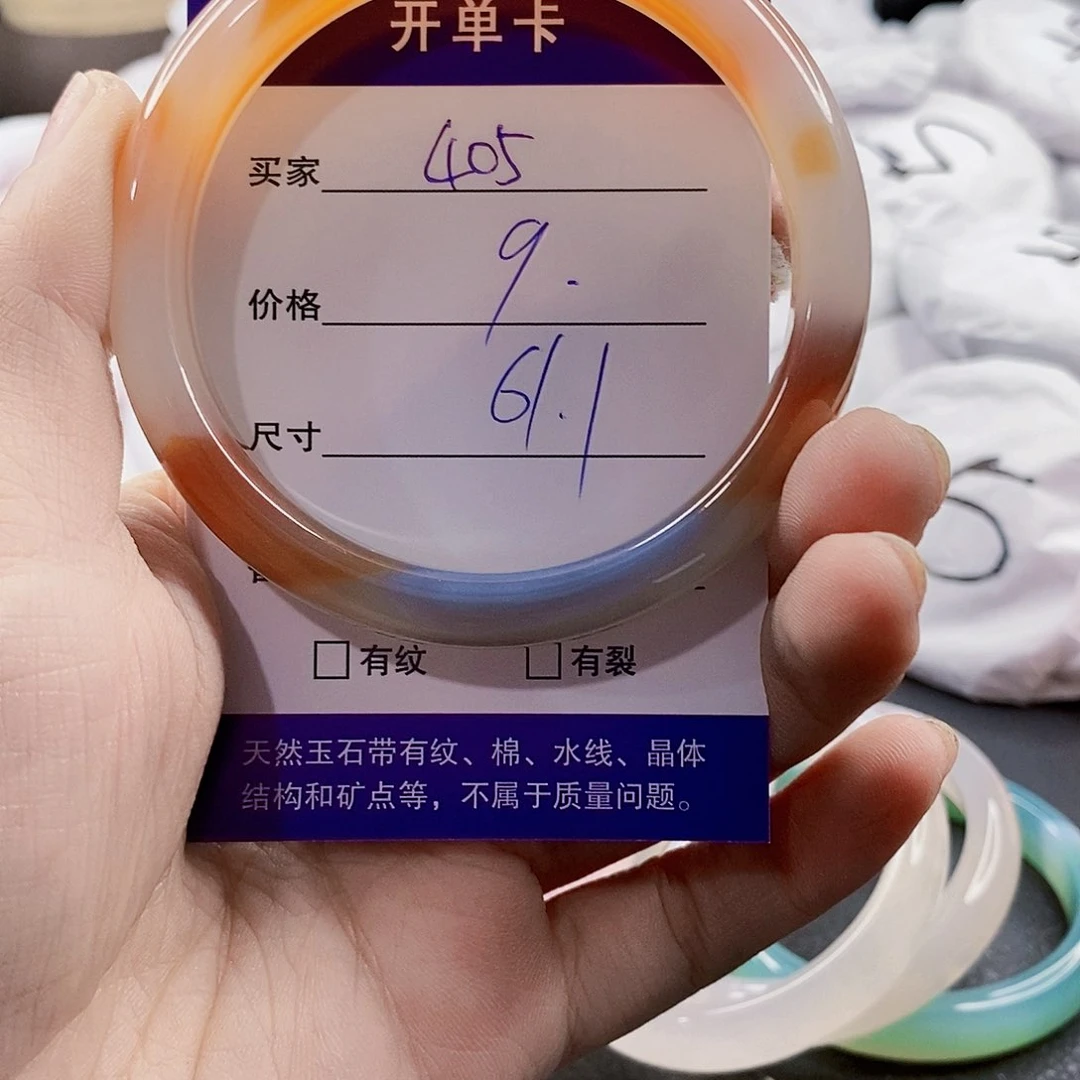 开单卡
买家 405
价格 9.
尺寸 61.1
□有纹 □有裂
天然玉石带有纹、棉、水线、晶体
结构和矿点等，不属于质量问题。